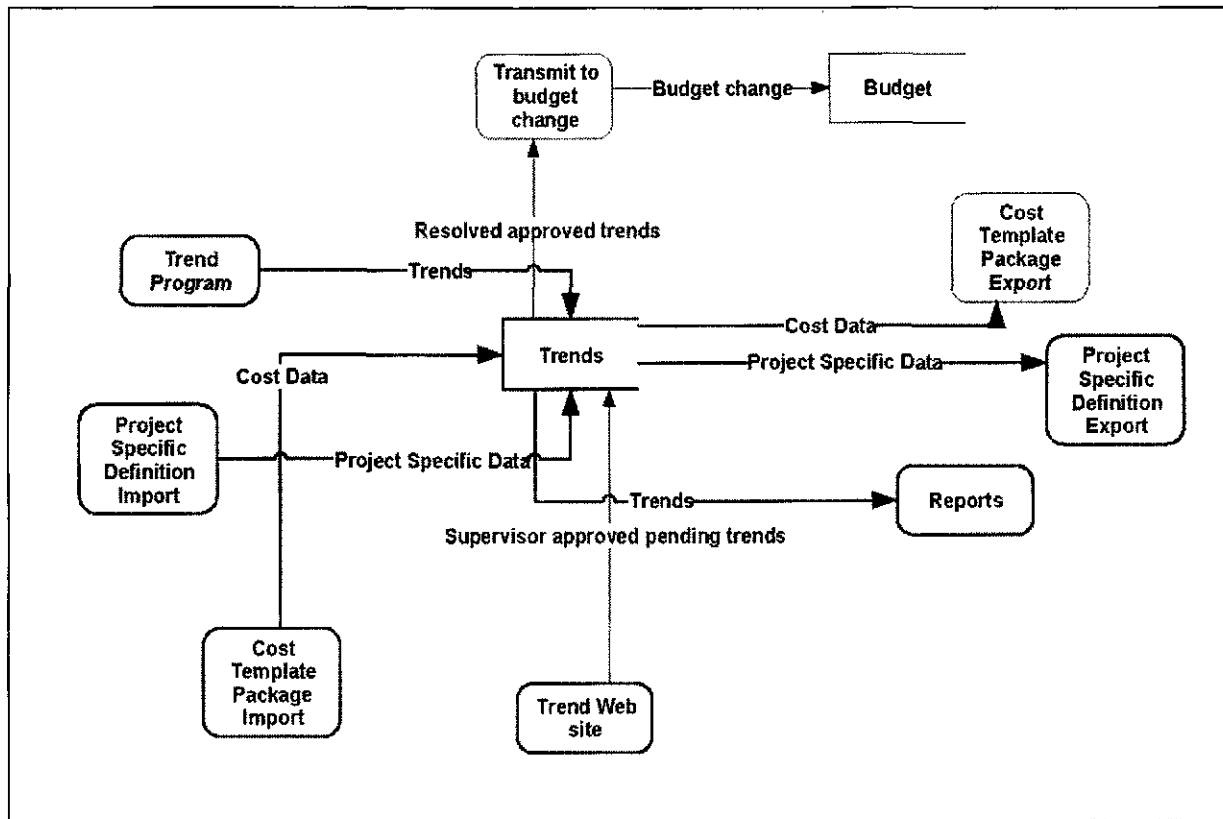 Transmit to
budget
change
Budget change
Budget
Resolved approved trends
Cost
Template
Package
Export
Trend
Program
Trends
Trends
Cost Data
Cost Data
Project Specific Data
Project
Specific
Definition
Export
Project
Specific
Definition
Import
Project Specific Data
Trends
Reports
Supervisor approved pending trends
Cost
Template
Package
Import
Trend Web
site